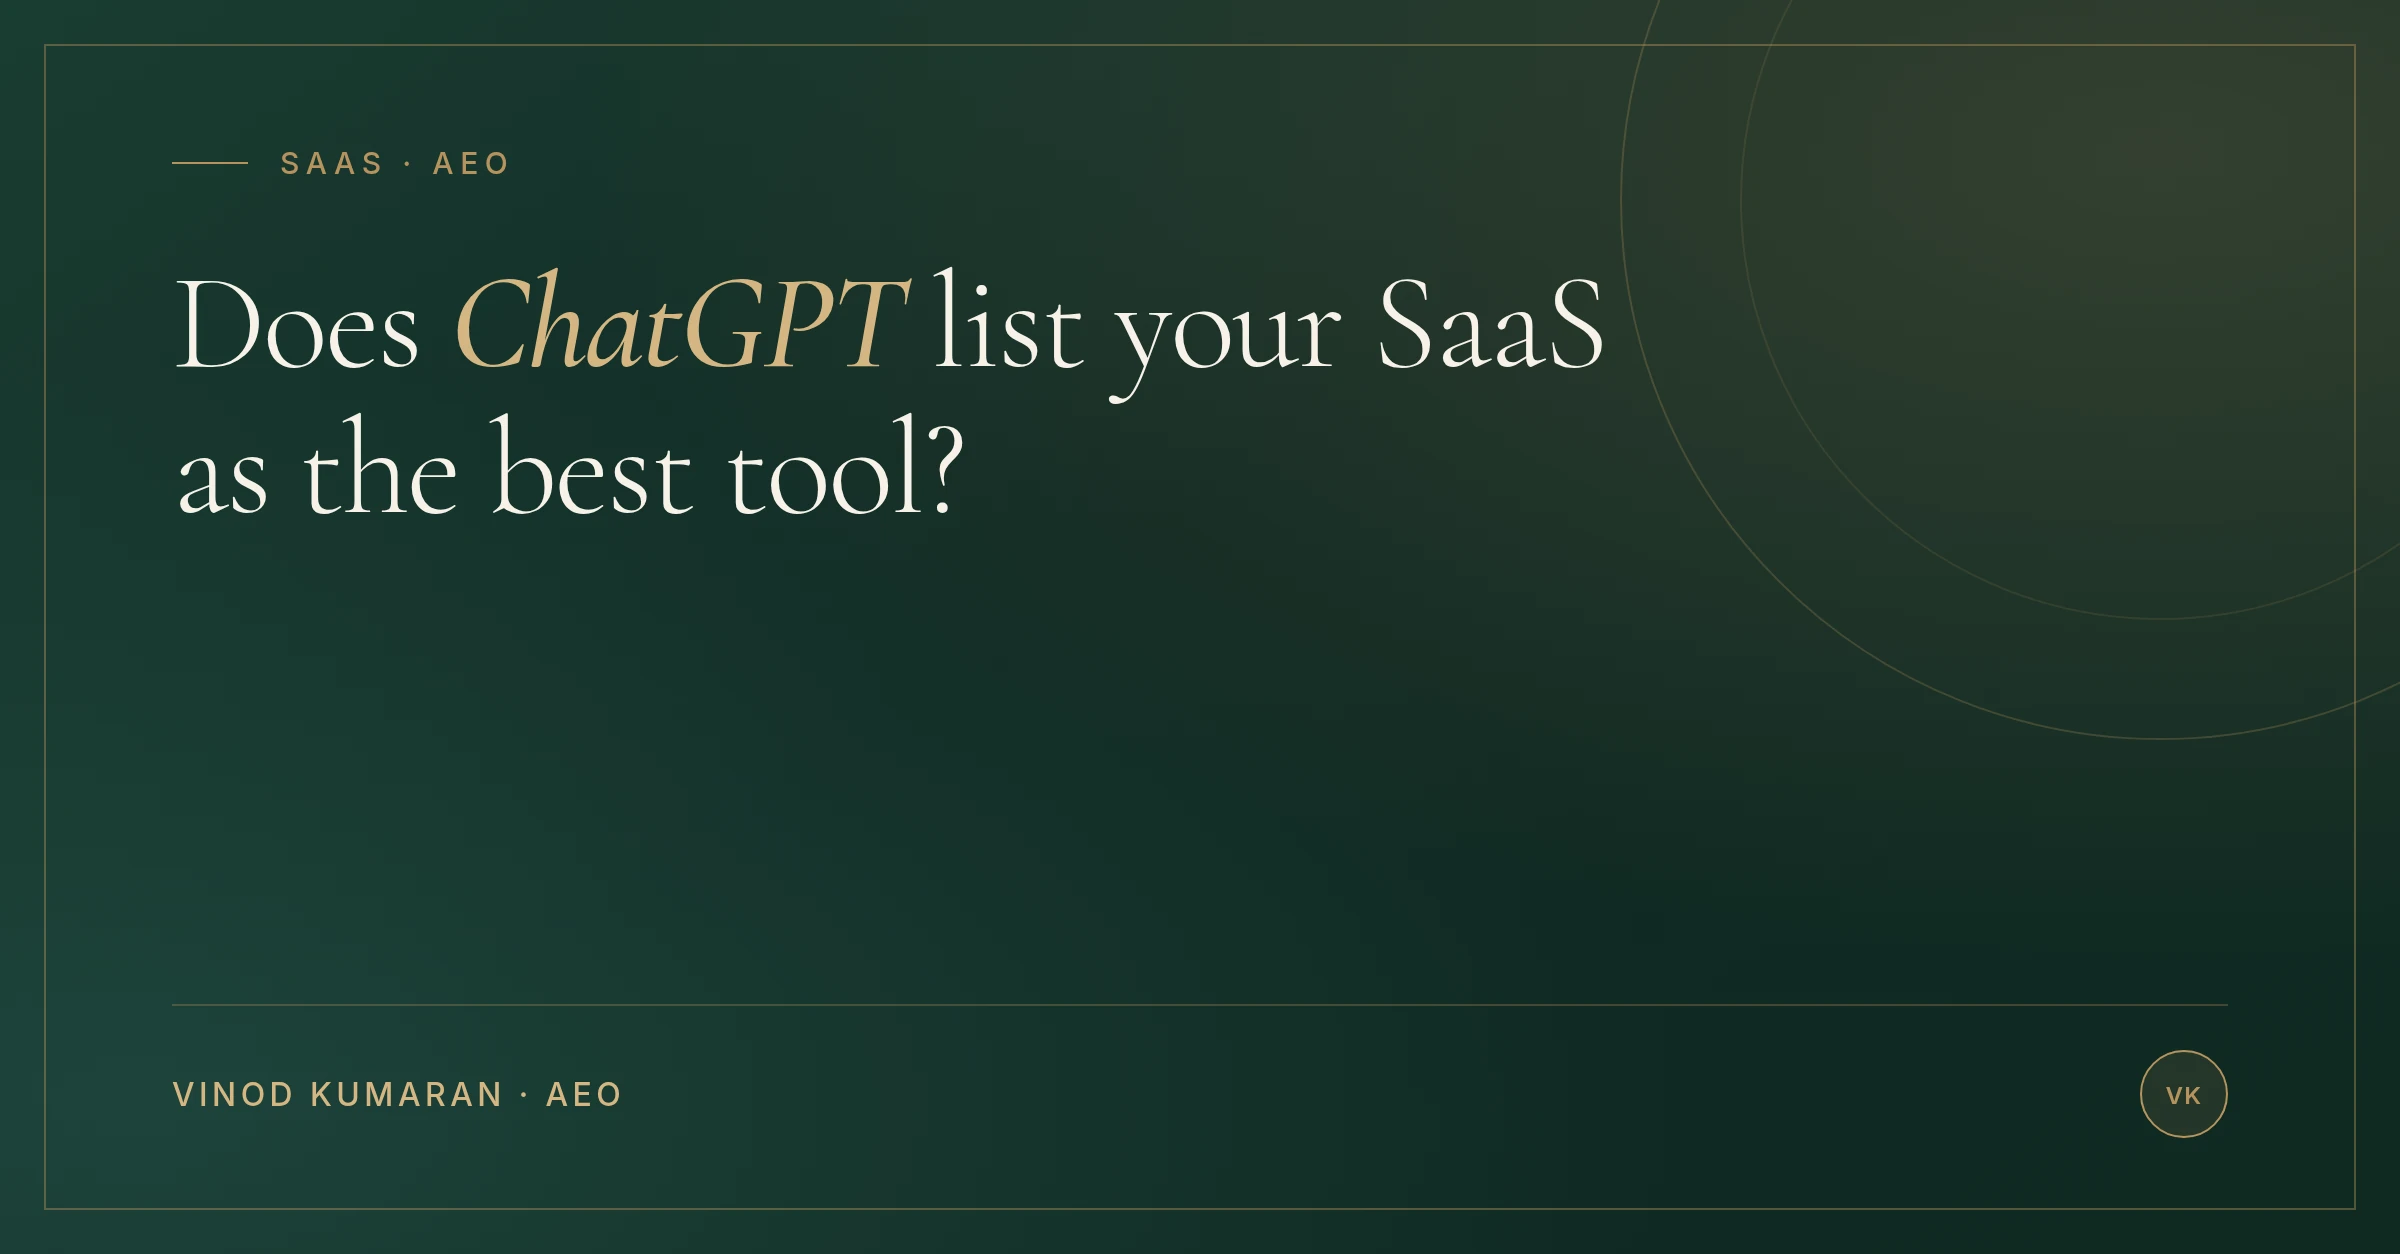 SAAS · AEO
Does ChatGPT list your SaaS
as the best tool?
VINOD KUMARAN · AEO
VK